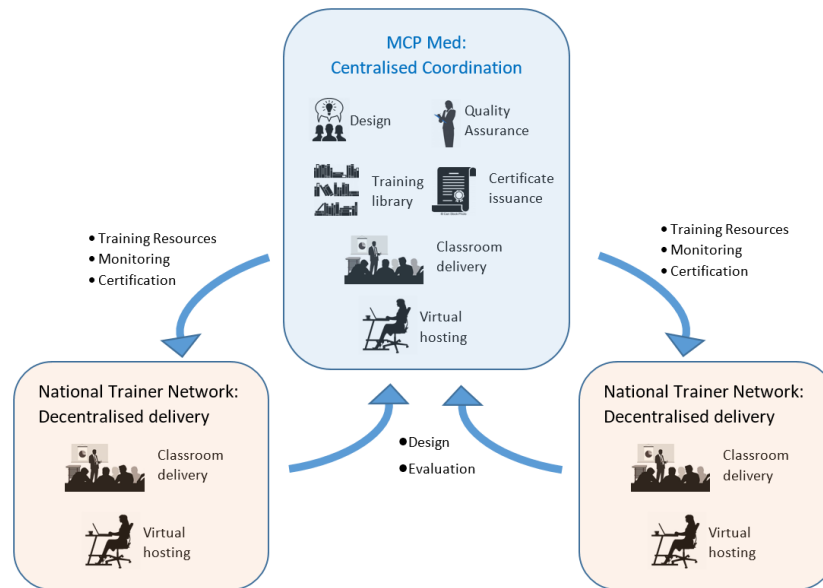 MCP Med:
Centralised Coordination
Design
Quality
Assurance
Training
library
Certificate
issuance
Classroom
delivery
Virtual
hosting
• Training Resources
• Monitoring
• Certification
• Training Resources
• Monitoring
• Certification
National Trainer Network:
Decentralised delivery
Classroom
delivery
Virtual
hosting
•Design
•Evaluation
National Trainer Network:
Decentralised delivery
Classroom
delivery
Virtual
hosting